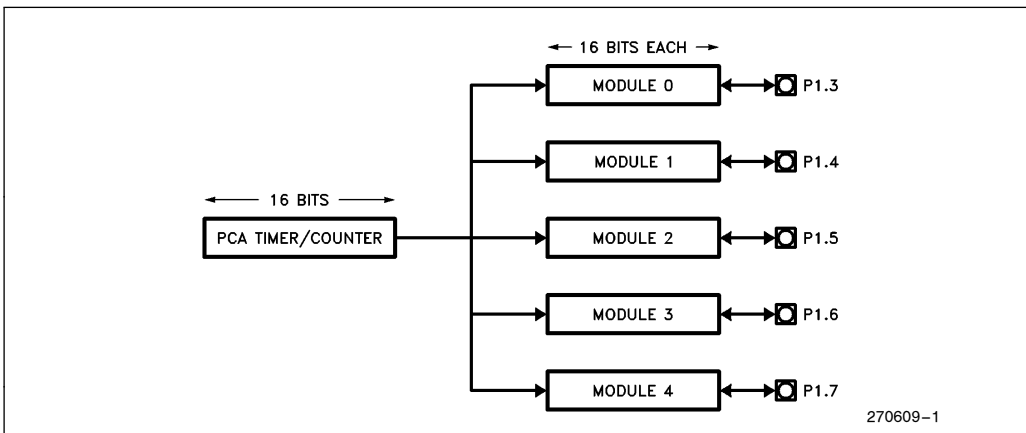 16 BITS EACH
MODULE 0
P1.3
MODULE 1
P1.4
16 BITS
PCA TIMER/COUNTER
MODULE 2
P1.5
MODULE 3
P1.6
MODULE 4
P1.7
270609-1